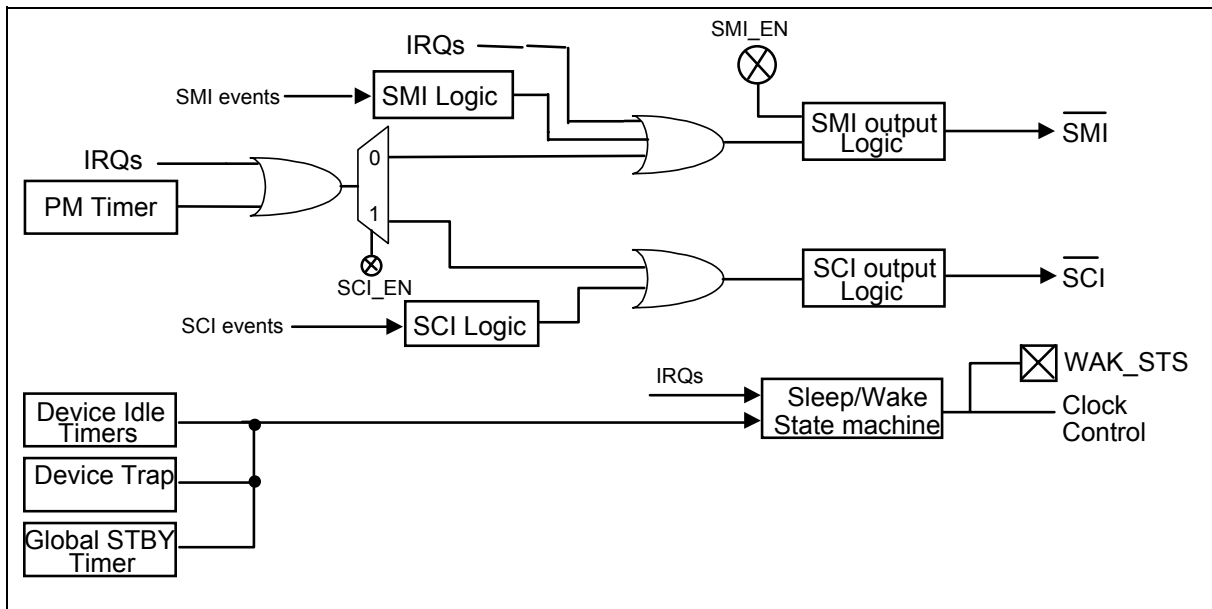 SMI_EN
IRQs
SMI events
SMI Logic
SMI output
Logic
SMI
IRQs
0
PM Timer
1
SCI_EN
SCI output
Logic
SCI
SCI events
SCI Logic
IRQs
WAK_STS
Sleep/Wake
State machine
Clock
Control
Device Idle
Timers
Device Trap
Global STBY
Timer